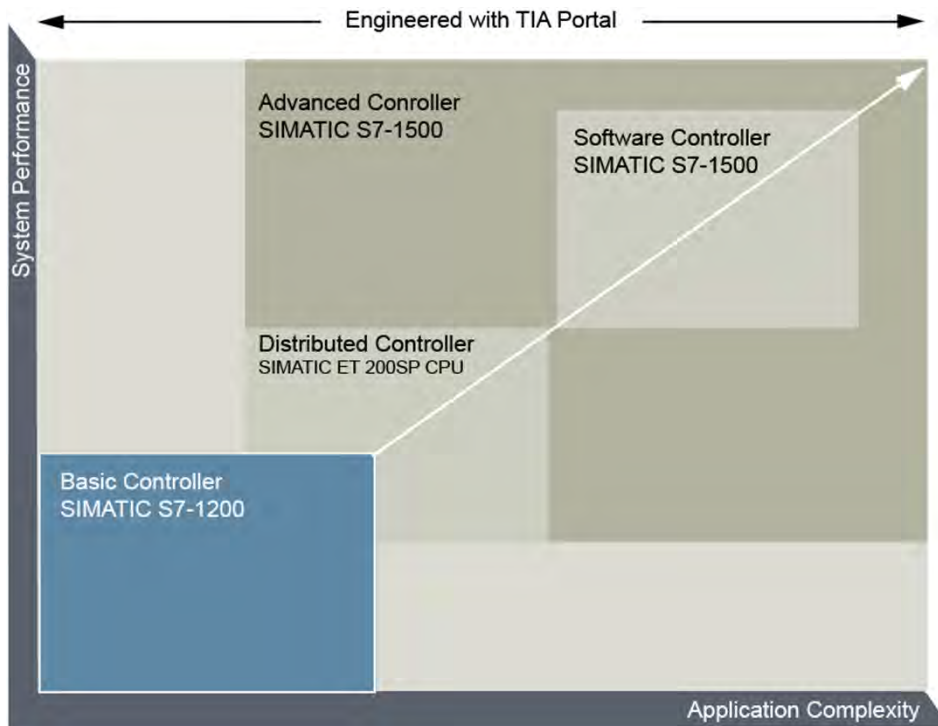 Engineered with TIA Portal
System Performance
Advanced Conroller
SIMATIC S7-1500
Software Controller
SIMATIC S7-1500
Distributed Controller
SIMATIC ET 200SP CPU
Basic Controller
SIMATIC S7-1200
Application Complexity